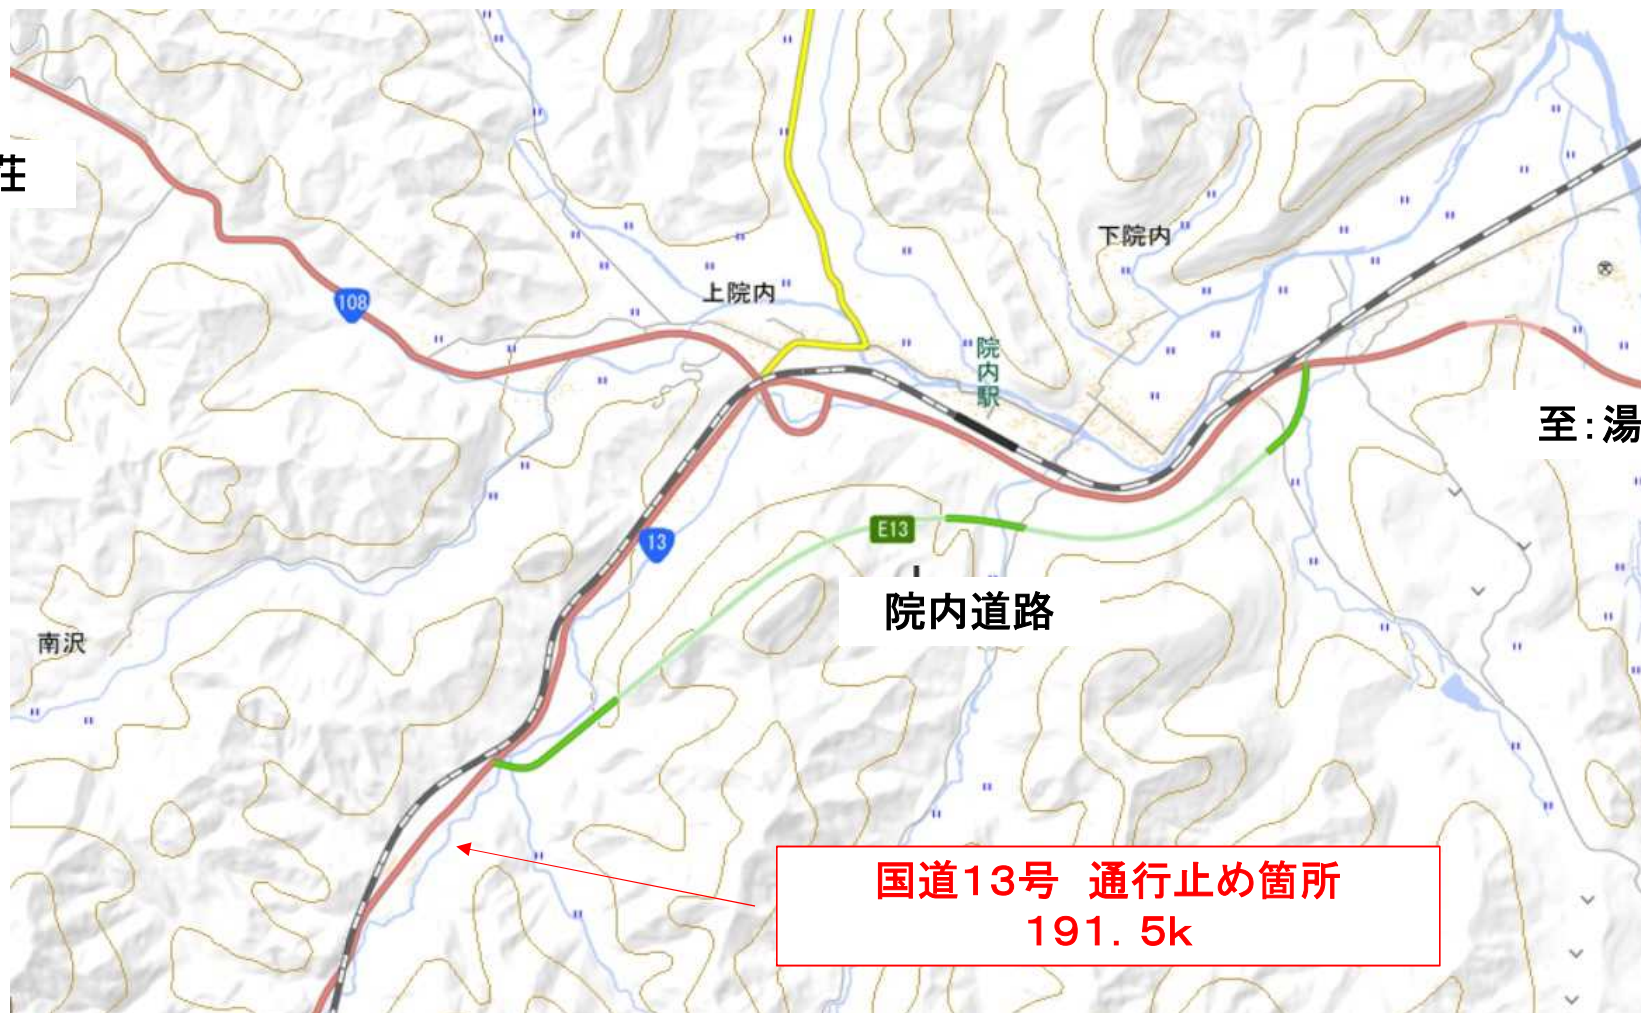 荘
108
上院内
下院内
院内駅
至:湯
E13
13
院内道路
南沢
国道13号 通行止め箇所
191.5k